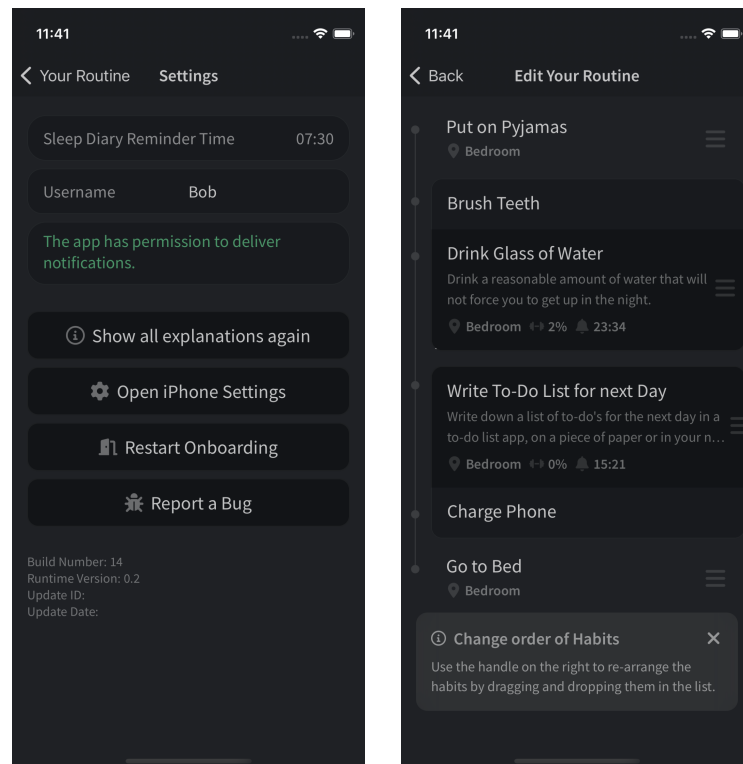 11:41
Your Routine Settings
Sleep Diary Reminder Time 07:30
Username Bob
The app has permission to deliver
notifications.
Show all explanations again
Open iPhone Settings
Restart Onboarding
Report a Bug
Build Number: 14
Runtime Version: 0.2
Update ID:
Update Date:
11:41
Back Edit Your Routine
Put on Pyjamas
Bedroom
Brush Teeth
Drink Glass of Water
Drink a reasonable amount of water that will
not force you to get up in the night.
Bedroom 2% 23:34
Write To-Do List for next Day
Write down a list of to-do's for the next day in a
to-do list app, on a piece of paper or in your n…
Bedroom 0% 15:21
Charge Phone
Go to Bed
Bedroom
Change order of Habits
Use the handle on the right to re-arrange the
habits by dragging and dropping them in the list.